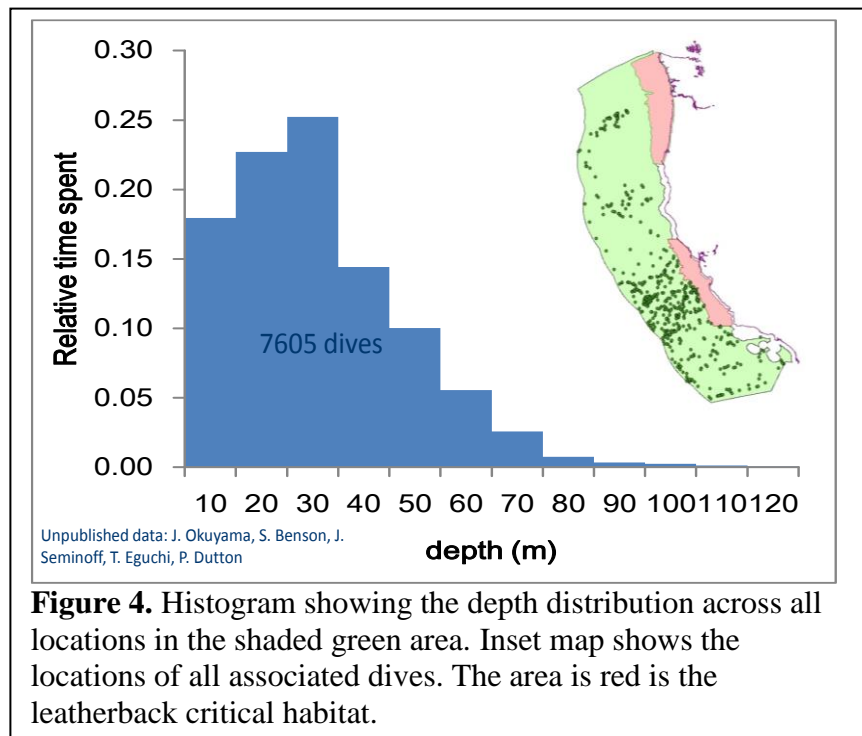 0.30
0.25
0.20
0.15
0.10
0.05
0.00
Relative time spent
7605 dives
10 20 30 40 50 60 70 80 90 100 110 120
depth (m)
Unpublished data: J. Okuyama, S. Benson, J.
Seminoff, T. Eguchi, P. Dutton
Figure 4. Histogram showing the depth distribution across all
locations in the shaded green area. Inset map shows the
locations of all associated dives. The area is red is the
leatherback critical habitat.